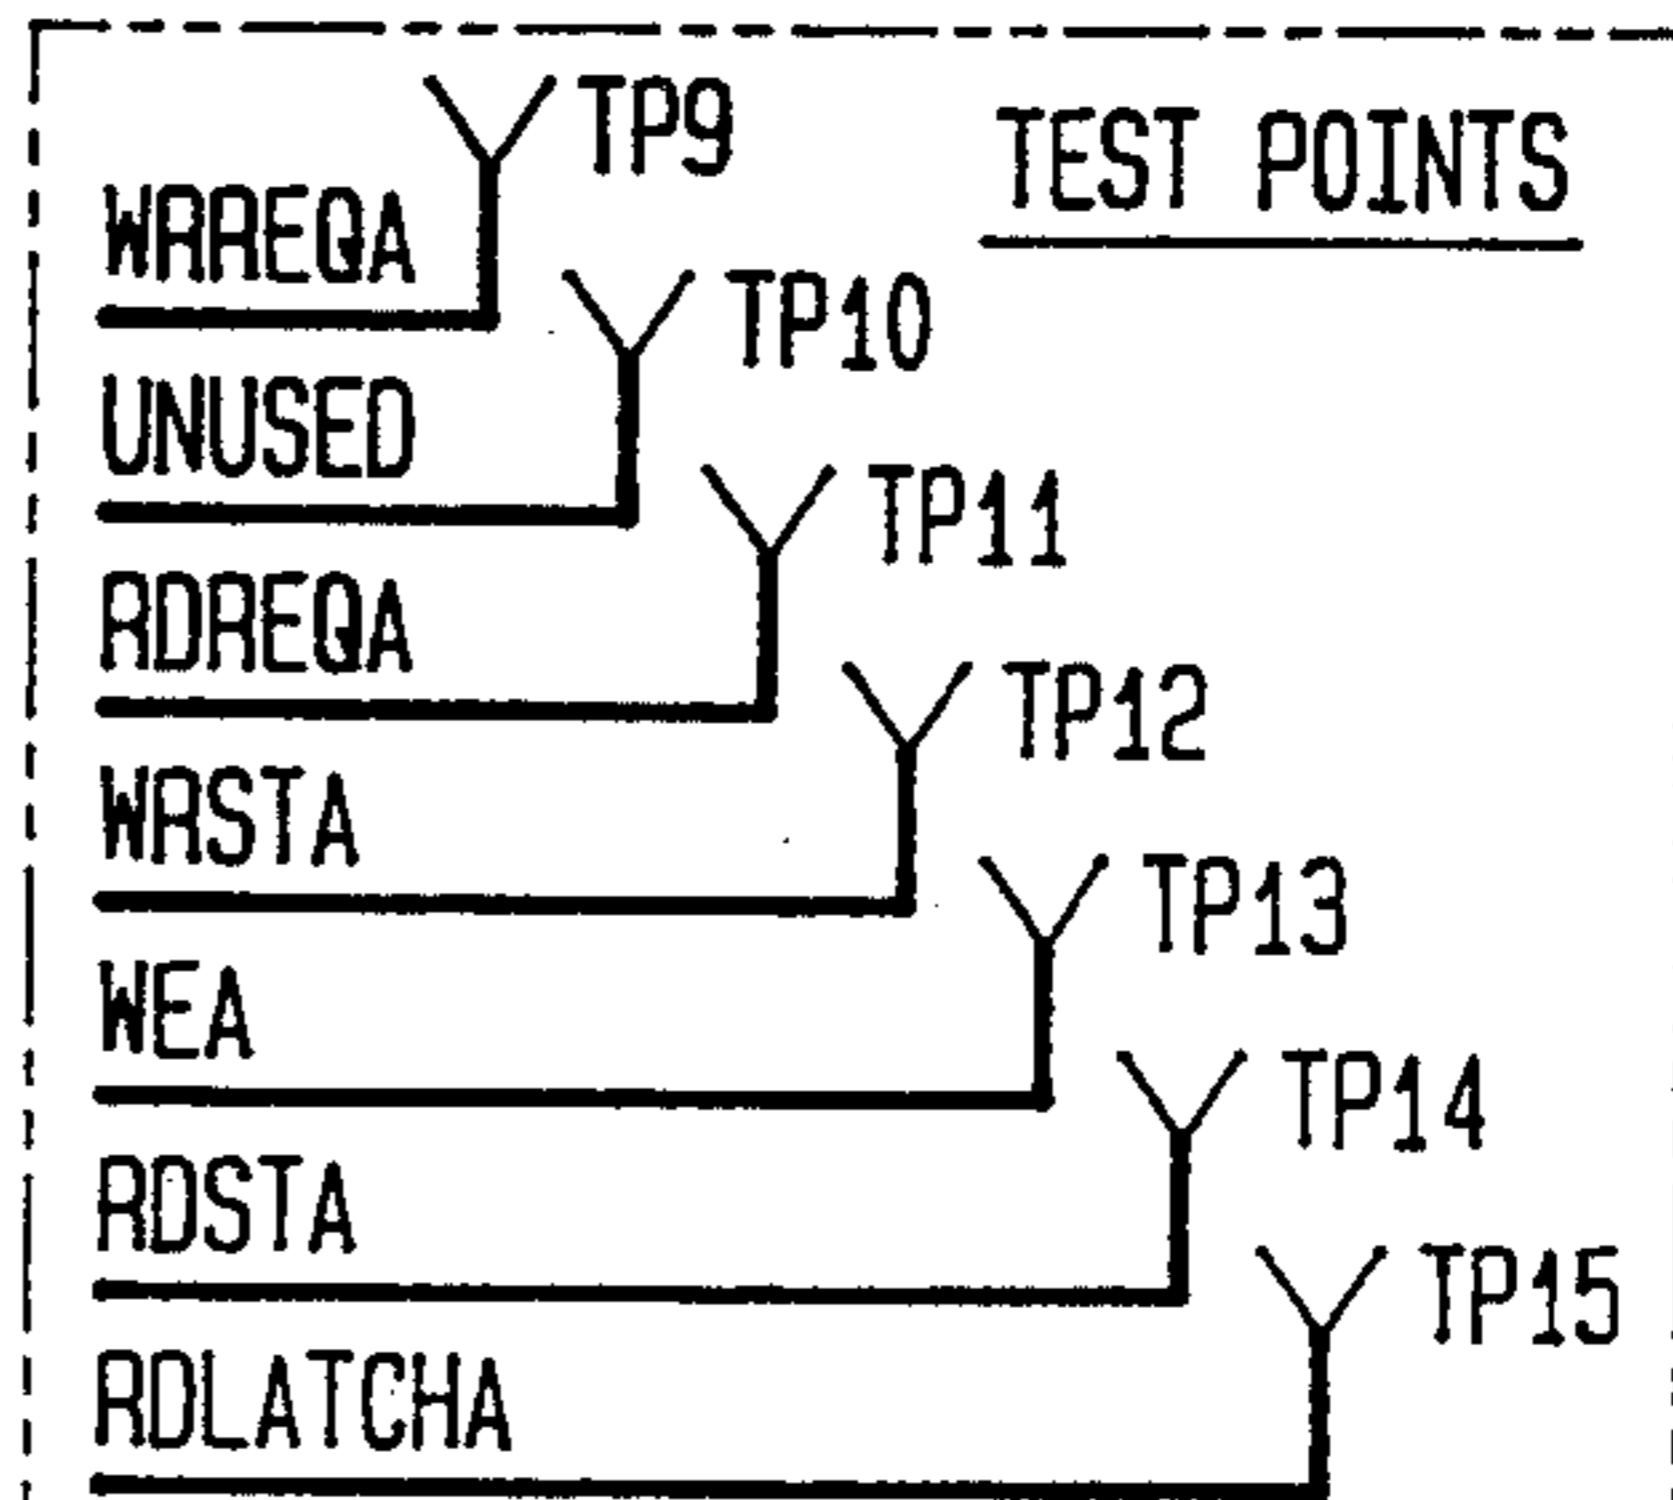 TP9
TEST POINTS
WRREQA
TP10
UNUSED
TP11
RDREQA
TP12
WRSTA
TP13
WEA
TP14
RDSTA
TP15
RDLATCHA